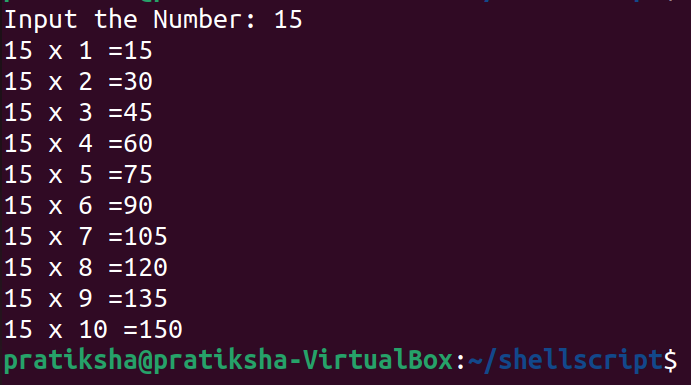 Input the Number: 15
15 x 1 =15
15 x 2 =30
15 x 3 =45
15 x 4 =60
15 x 5 =75
15 x 6 =90
15 x 7 =105
15 x 8 =120
15 x 9 =135
15 x 10 =150
pratiksha@pratiksha-VirtualBox:~/shellscript$